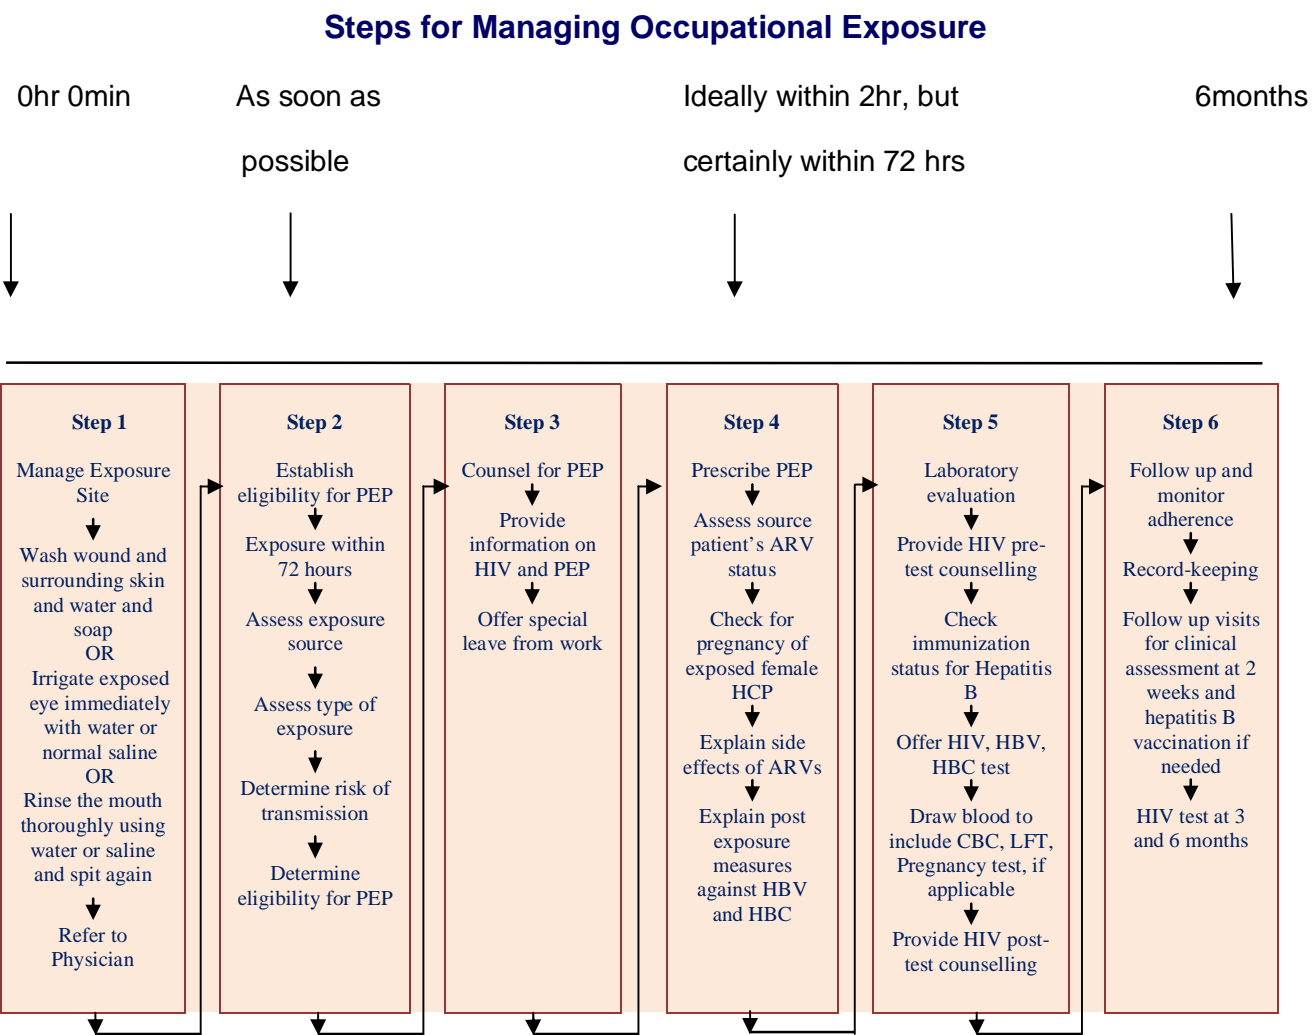 Steps for Managing Occupational Exposure
0hr 0min
As soon as
possible
Ideally within 2hr, but
certainly within 72 hrs
6months
Step 1
Manage Exposure
Site
Wash wound and
surrounding skin
and water and
soap
OR
Irrigate exposed
eye immediately
with water or
normal saline
OR
Rinse the mouth
thoroughly using
water or saline
and spit again
Refer to
Physician
Step 2
Establish
eligibility for PEP
Exposure within
72 hours
Assess exposure
source
Assess type of
exposure
Determine risk of
transmission
Determine
eligibility for PEP
Step 3
Counsel for PEP
Provide
information on
HIV and PEP
Offer special
leave from work
Step 4
Prescribe PEP
Assess source
patient’s ARV
status
Check for
pregnancy of
exposed female
HCP
Explain side
effects of ARVs
Explain post
exposure
measures
against HBV
and HBC
Step 5
Laboratory
evaluation
Provide HIV pre-
test counselling
Check
immunization
status for Hepatitis
B
Offer HIV, HBV,
HBC test
Draw blood to
include CBC, LFT,
Pregnancy test, if
applicable
Provide HIV post-
test counselling
Step 6
Follow up and
monitor
adherence
Record-keeping
Follow up visits
for clinical
assessment at 2
weeks and
hepatitis B
vaccination if
needed
HIV test at 3
and 6 months